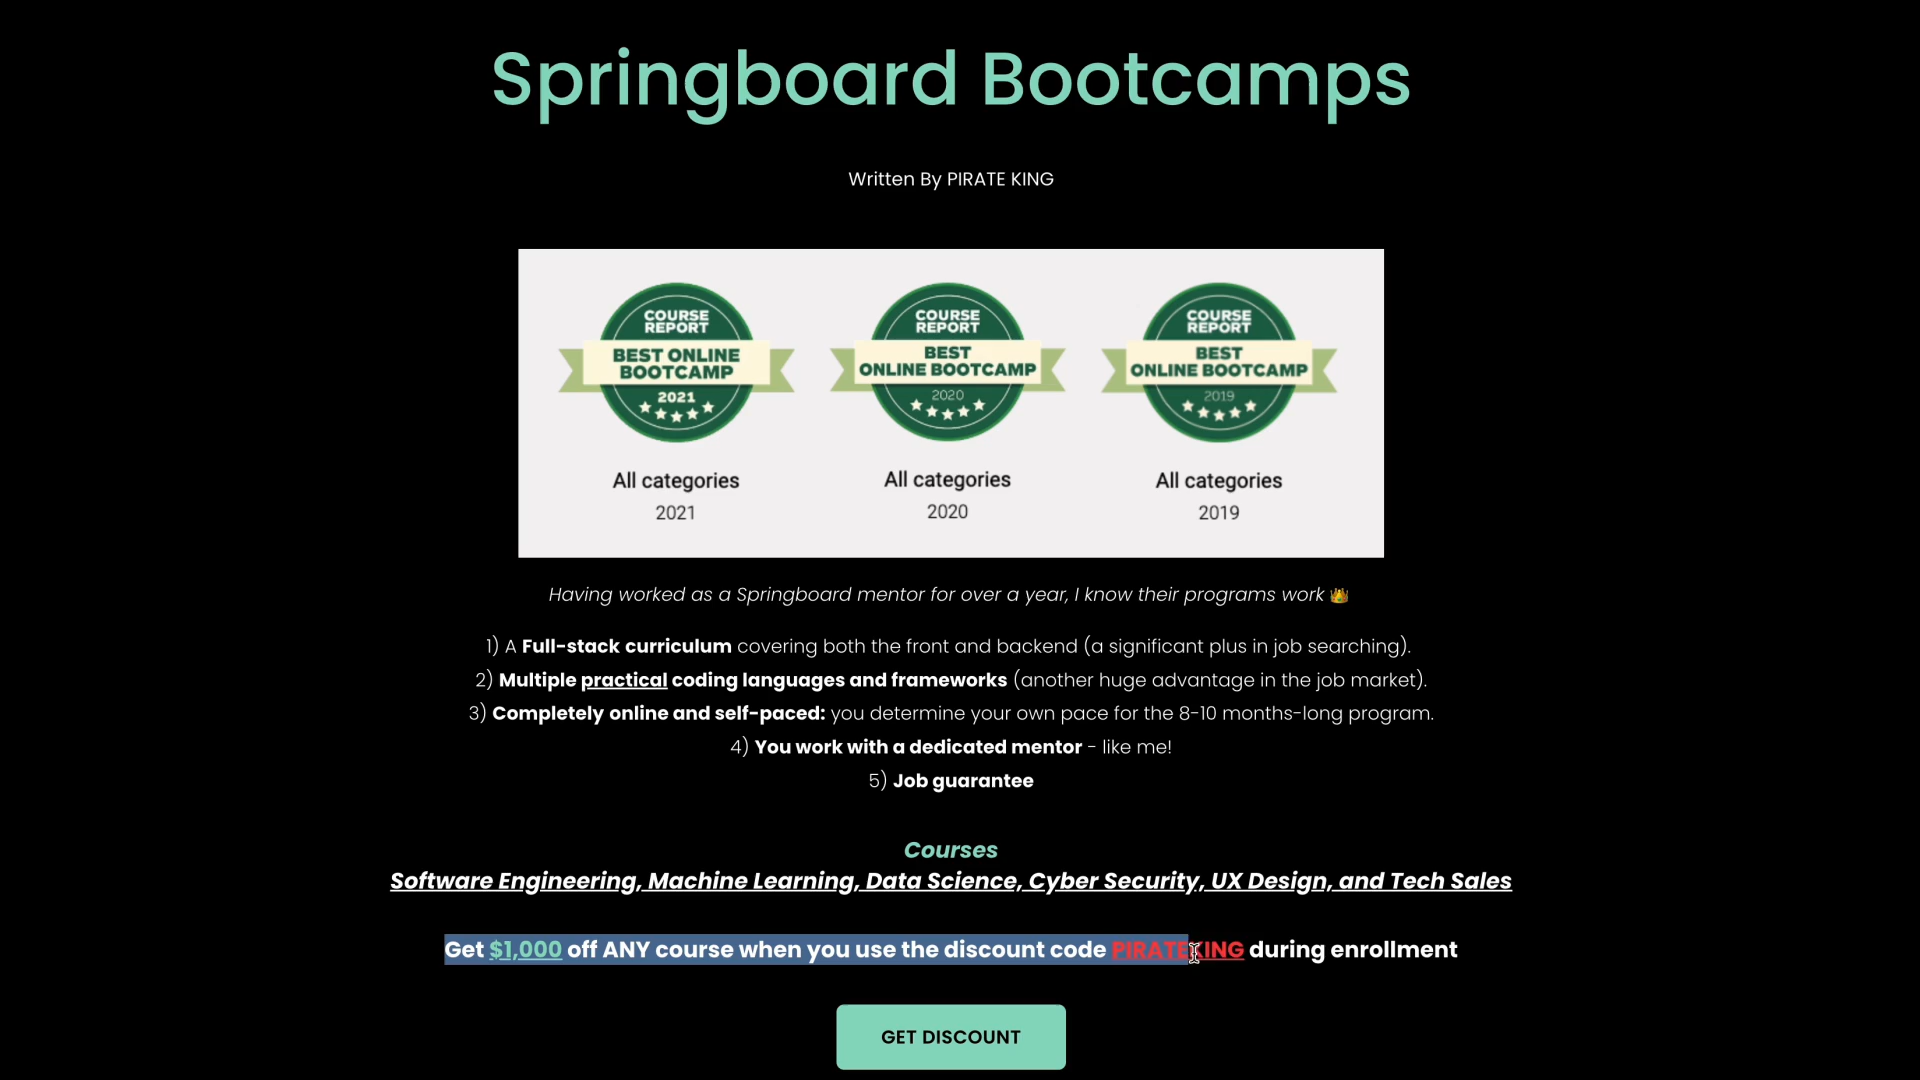 Springboard Bootcamps
Written By PIRATE KING
COURSE
REPORT
BEST ONLINE
BOOTCAMP
2021
All categories
2021
COURSE
REPORT
BEST
ONLINE BOOTCAMP
2020
All categories
2020
COURSE
REPORT
BEST
ONLINE BOOTCAMP
2019
All categories
2019
Having worked as a Springboard mentor for over a year, I know their programs work 👑
1) A Full-stack curriculum covering both the front and backend (a significant plus in job searching).
2) Multiple practical coding languages and frameworks (another huge advantage in the job market).
3) Completely online and self-paced: you determine your own pace for the 8-10 months-long program.
4) You work with a dedicated mentor - like me!
5) Job guarantee
Courses
Software Engineering, Machine Learning, Data Science, Cyber Security, UX Design, and Tech Sales
Get $1,000 off ANY course when you use the discount code PIRATEKING during enrollment
GET DISCOUNT